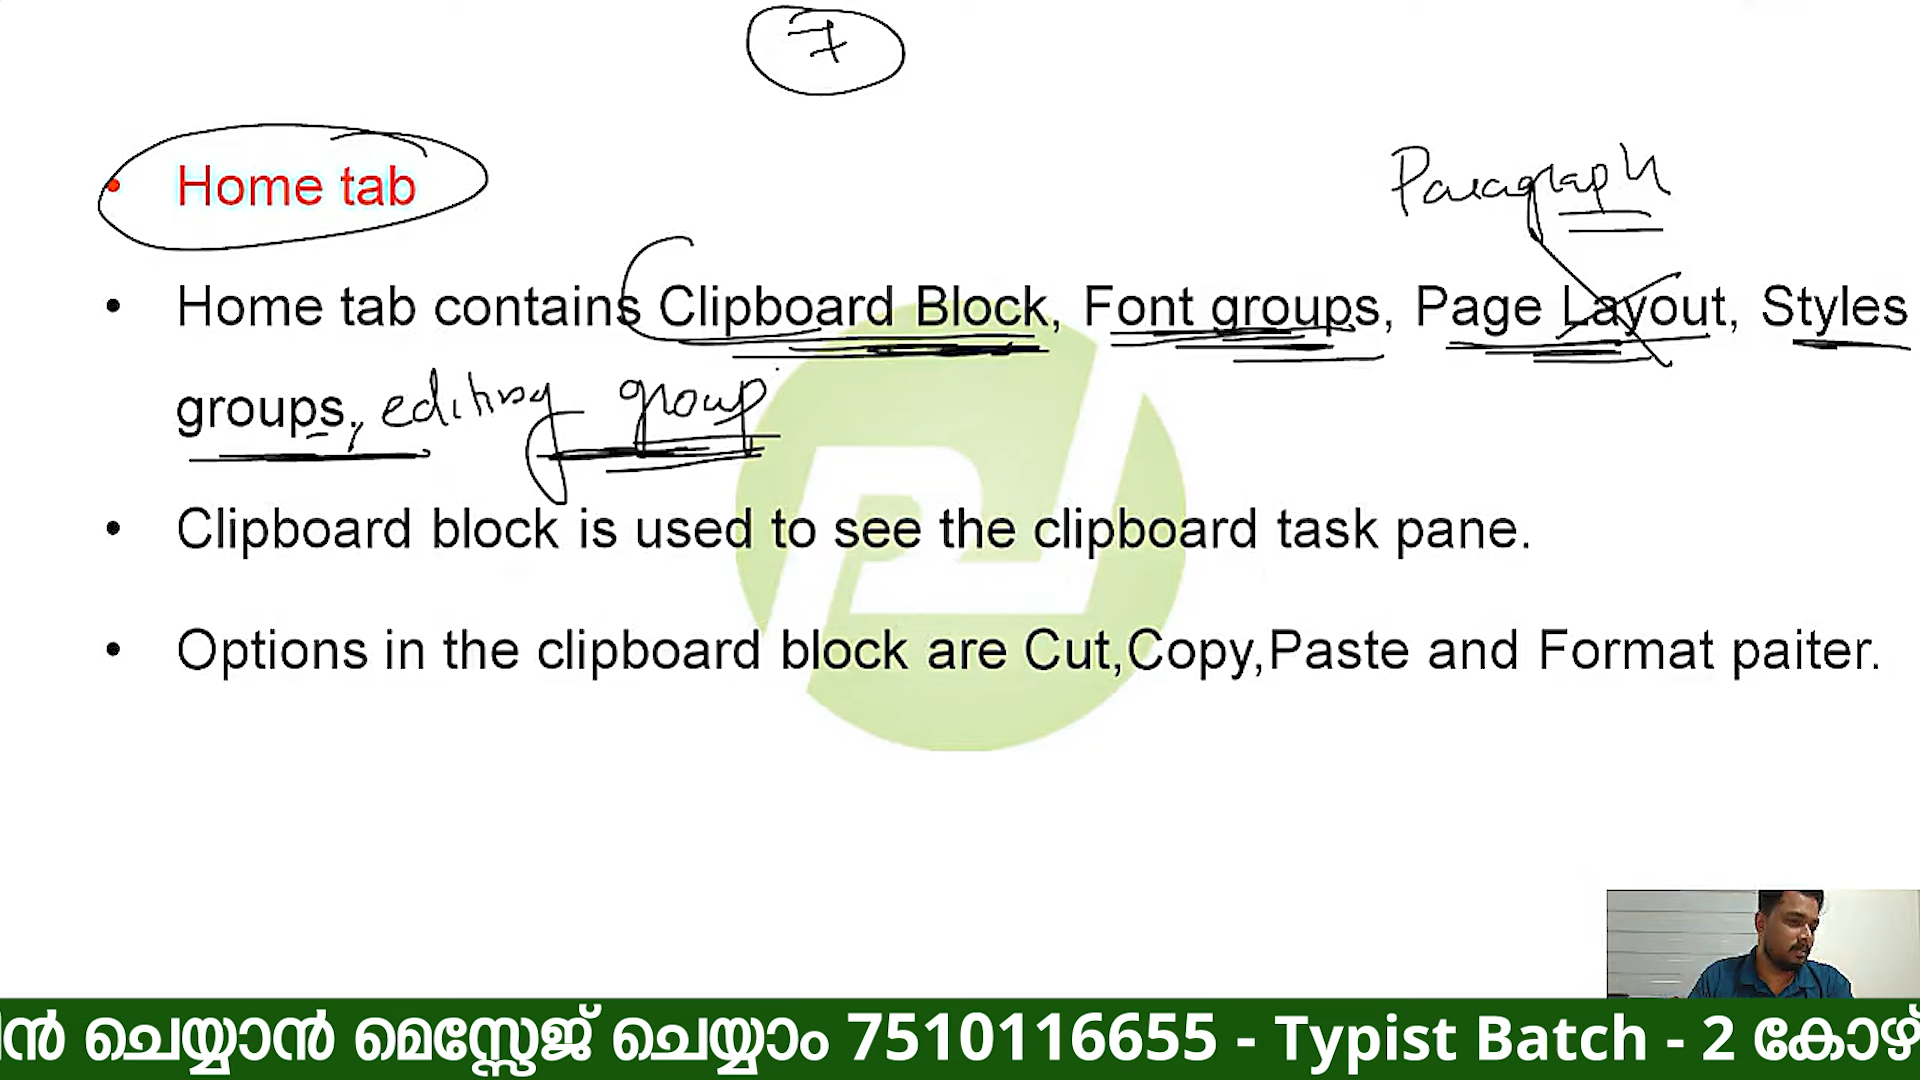 7
Home tab
Paragraph
Home tab contains Clipboard Block, Font groups, Page Layout, Styles
groups, editing group
Clipboard block is used to see the clipboard task pane.
Options in the clipboard block are Cut,Copy,Paste and Format paiter.
ിൻ ചെയ്യാൻ മെസ്സേജ് ചെയ്യാം 7510116655 - Typist Batch - 2 കോഴ്